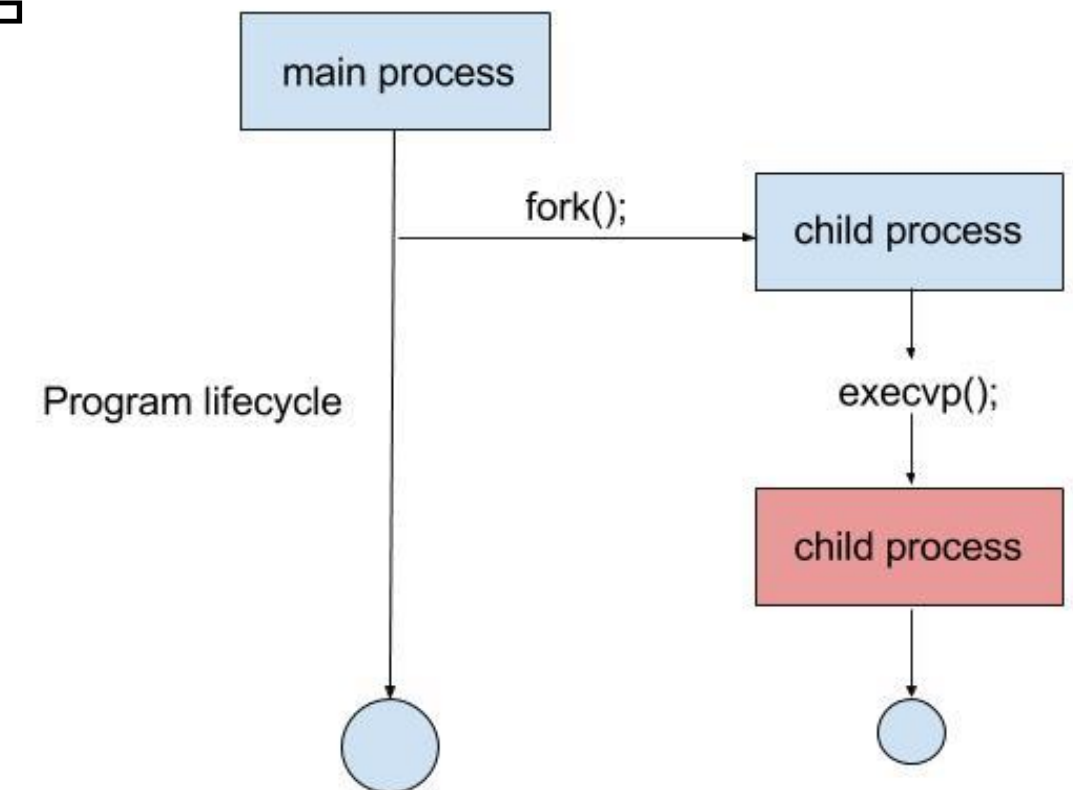 main process
fork();
child process
Program lifecycle
execvp();
child process